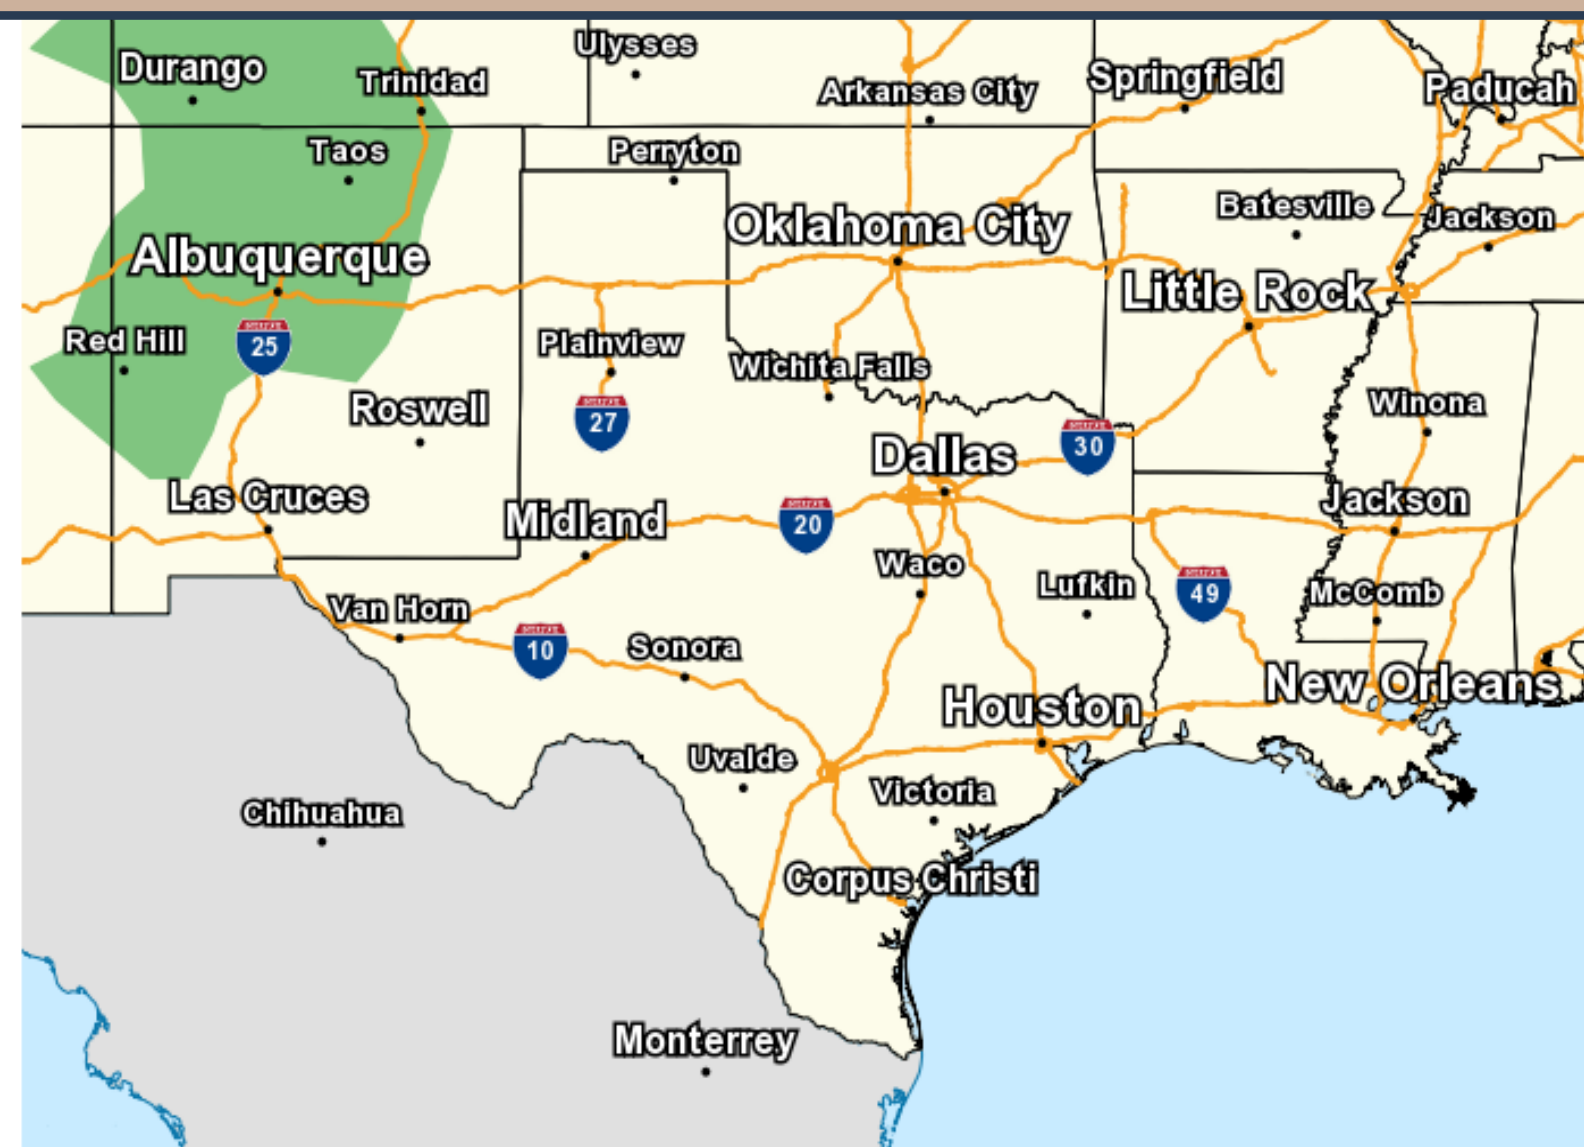 Ulysses
Durango
Trinidad
Arkansas City
Springfield
Paducah
Taos
Perryton
Batesville
Jackson
Oklahoma City
Albuquerque
Little Rock
Red Hill
25
Plainview
Wichita Falls
Roswell
27
Winona
30
Dallas
Las Cruces
Jackson
Midland
20
Waco
Lufkin
49
McComb
Van Horn
10
Sonora
New Orleans
Houston
Uvalde
Victoria
Chihuahua
Corpus Christi
Monterrey